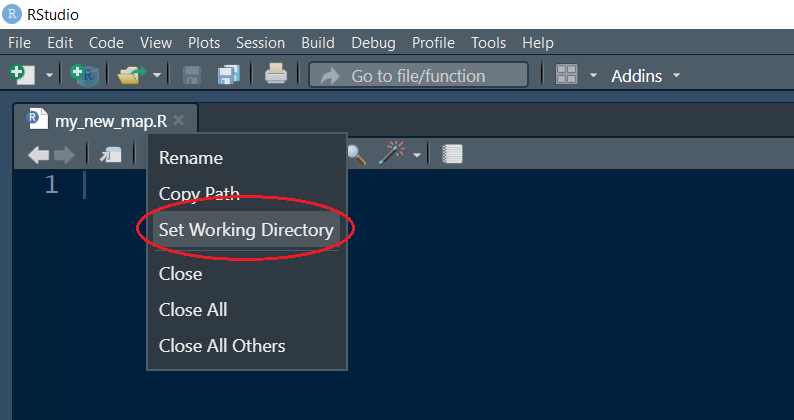 RStudio
File Edit Code View Plots Session Build Debug Profile Tools Help
R Go to file/function Addins
R my_new_map.R ×
Rename
1
Copy Path
Set Working Directory
Close
Close All
Close All Others